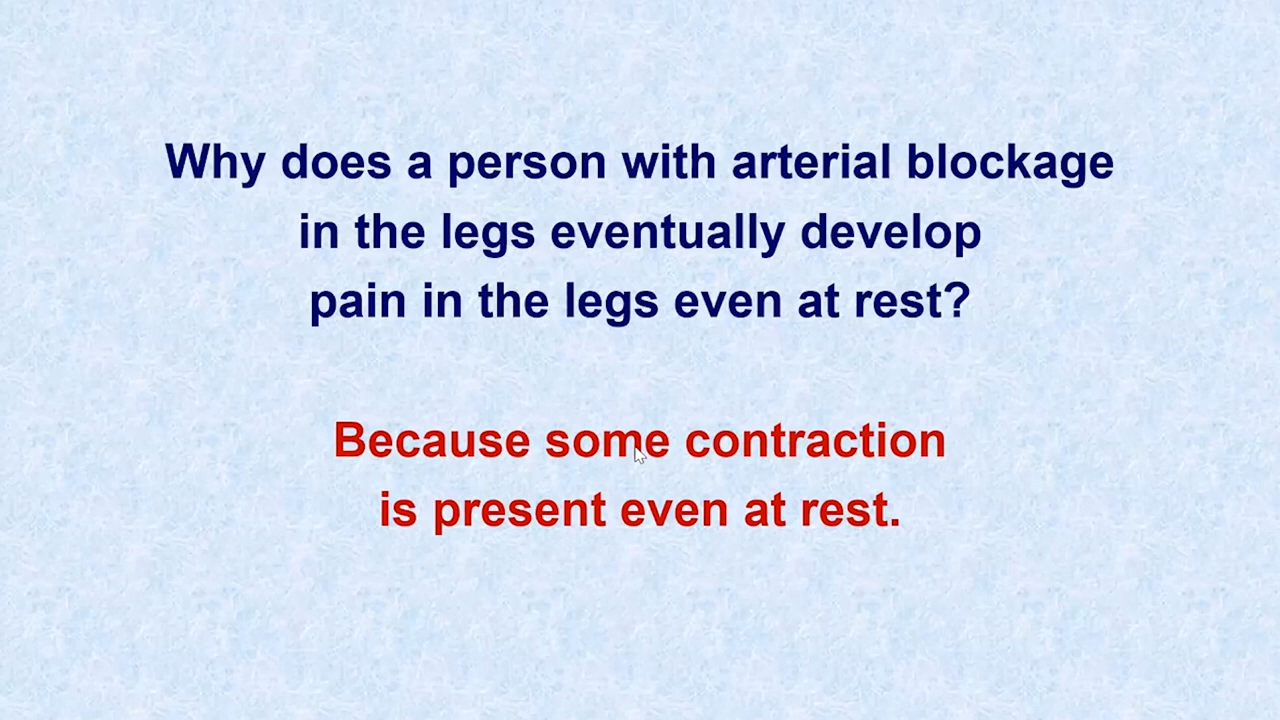 Why does a person with arterial blockage
in the legs eventually develop
pain in the legs even at rest?
Because some contraction
is present even at rest.